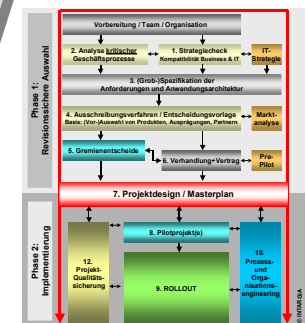 Phase 1:
Revisionssichere Auswahl
Vorbereitung / Team / Organisation
2. Analyse kritischer
Geschäftsprozesse
1. Strategiecheck
Kompatibilität Business & IT
IT-
Strategie
3. (Grob-)Spezifikation der
Anforderungen und Anwendungsarchitektur
4. Ausschreibungsverfahren / Entscheidungsvorlage
Basis: (Vor-)Auswahl von Produkten, Ausprägungen, Partnern
Markt-
analyse
5. Gremienentscheide
6. Verhandlung+Vertrag
Pre-
Pilot
7. Projektdesign / Masterplan
Phase 2:
Implementierung
12.
Projekt-
Qualitäts-
sicherung
8. Pilotprojekt(e)
9. ROLLOUT
10.
Prozess-
und
Orga-
nisations-
engineering
© INTARGIA